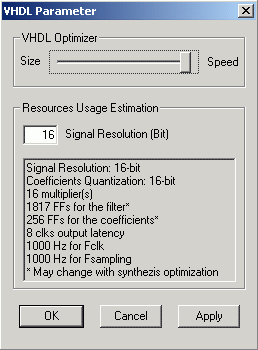 VHDL Parameter
VHDL Optimizer
Size Speed
Resources Usage Estimation
16 Signal Resolution (Bit)
Signal Resolution: 16-bit
Coefficients Quantization: 16-bit
16 multiplier(s)
1817 FFs for the filter*
256 FFs for the coefficients*
8 clks output latency
1000 Hz for Fclk
1000 Hz for Fsampling
* May change with synthezis optimization
OK Cancel Apply